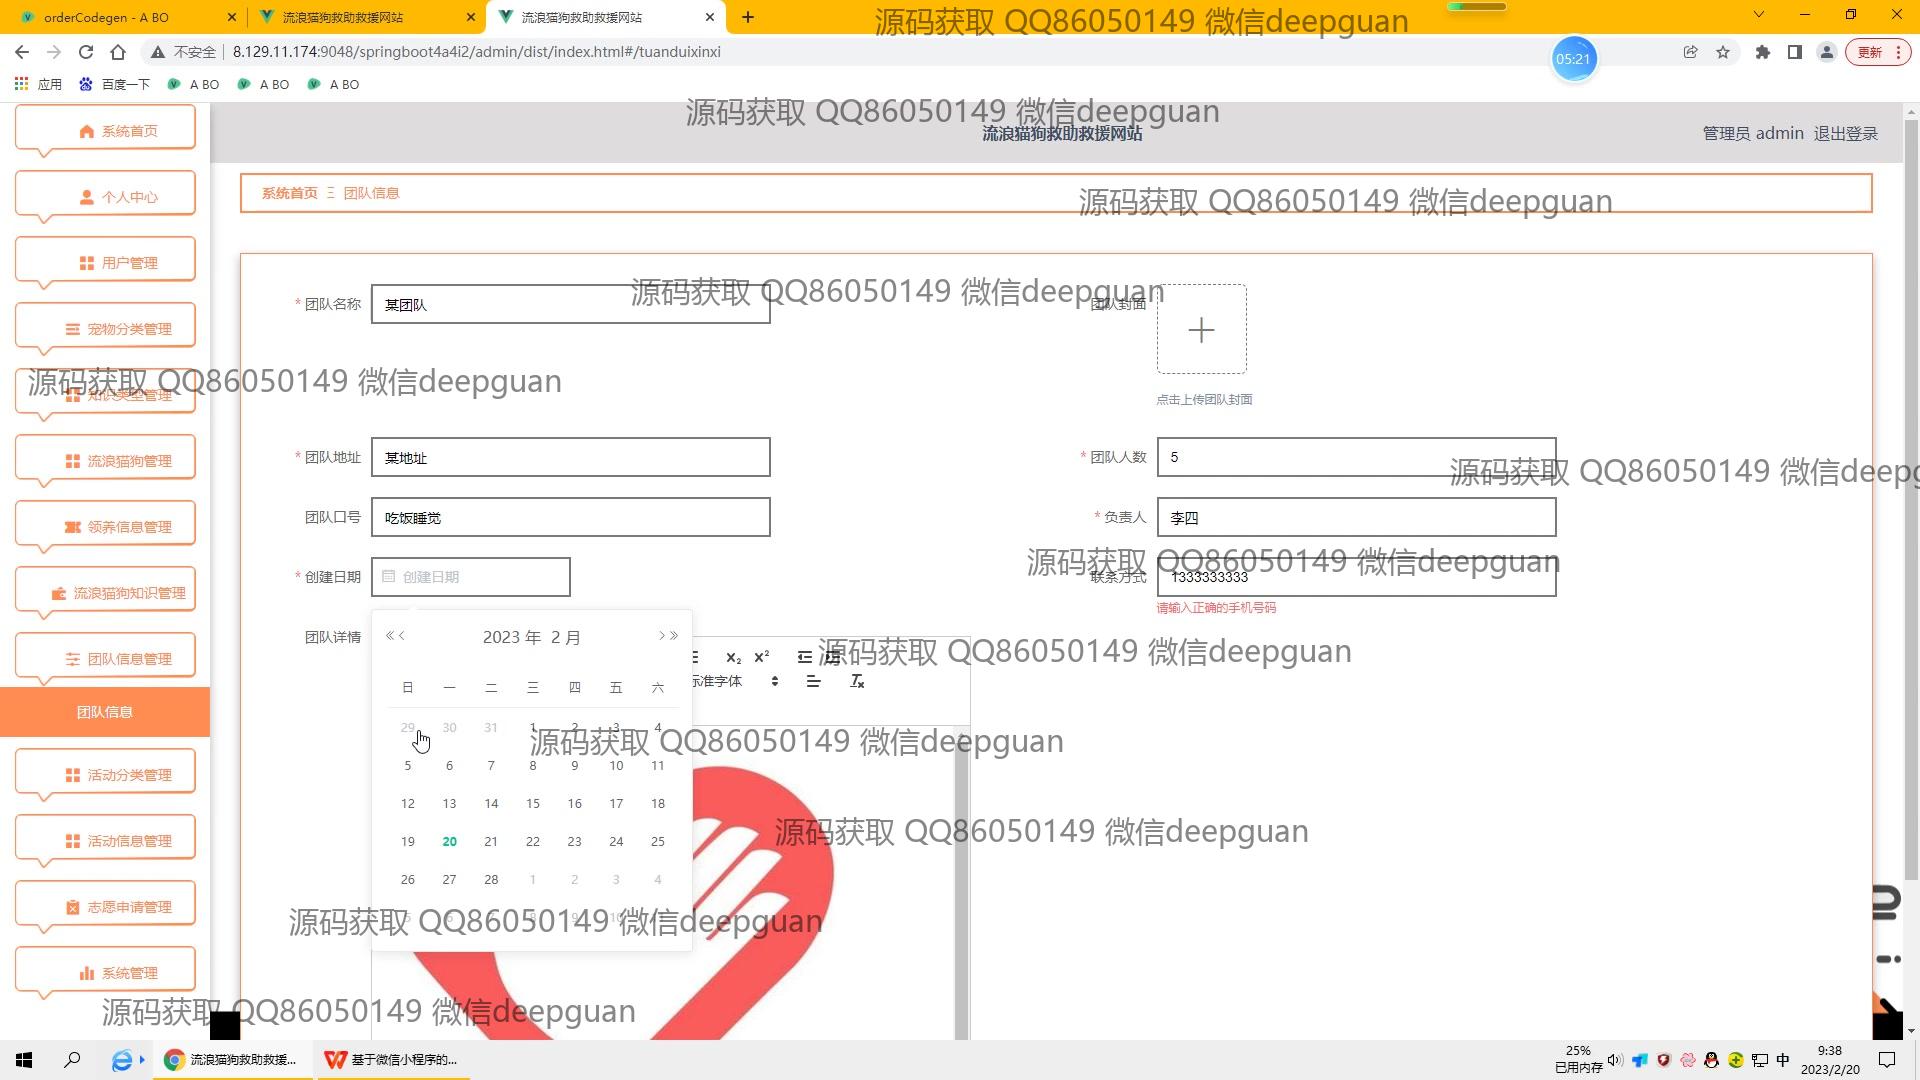 orderCodegen - A BO
流浪猫狗救助救援网站
流浪猫狗救助救援网站
源码获取 QQ86050149 微信deepguan
不安全
8.129.11.174:9048/springboot4a4i2/admin/dist/index.html#/tuanduixinxi
05:21
更新
应用
百度一下
A BO
A BO
A BO
源码获取 QQ86050149 微信deepguan
流浪猫狗救助救援网站
管理员 admin
退出登录
系统首页
个人中心
用户管理
宠物分类管理
知识类型管理
流浪猫狗管理
领养信息管理
流浪猫狗知识管理
团队信息管理
团队信息
活动分类管理
活动信息管理
志愿申请管理
系统管理
系统首页 Ξ 团队信息
源码获取 QQ86050149 微信deepguan
* 团队名称
某团队
源码获取 QQ86050149 微信deepguan
团队封面
点击上传团队封面
源码获取 QQ86050149 微信deepguan
* 团队地址
某地址
* 团队人数
5
源码获取 QQ86050149 微信deepg
团队口号
吃饭睡觉
* 负责人
李四
* 创建日期
创建日期
源码获取 QQ86050149 微信deepguan
联系方式
1333333333
请输入正确的手机号码
团队详情
2023 年 2 月
源码获取 QQ86050149 微信deepguan
标准字体
日 一 二 三 四 五 六
29 30 31 1 2 3 4
源码获取 QQ86050149 微信deepguan
5 6 7 8 9 10 11
12 13 14 15 16 17 18
源码获取 QQ86050149 微信deepguan
19 20 21 22 23 24 25
26 27 28 1 2 3 4
源码获取 QQ86050149 微信deepguan
源码获取 QQ86050149 微信deepguan
流浪猫狗救助救援...
基于微信小程序的...
25%
已用内存
中
9:38
2023/2/20